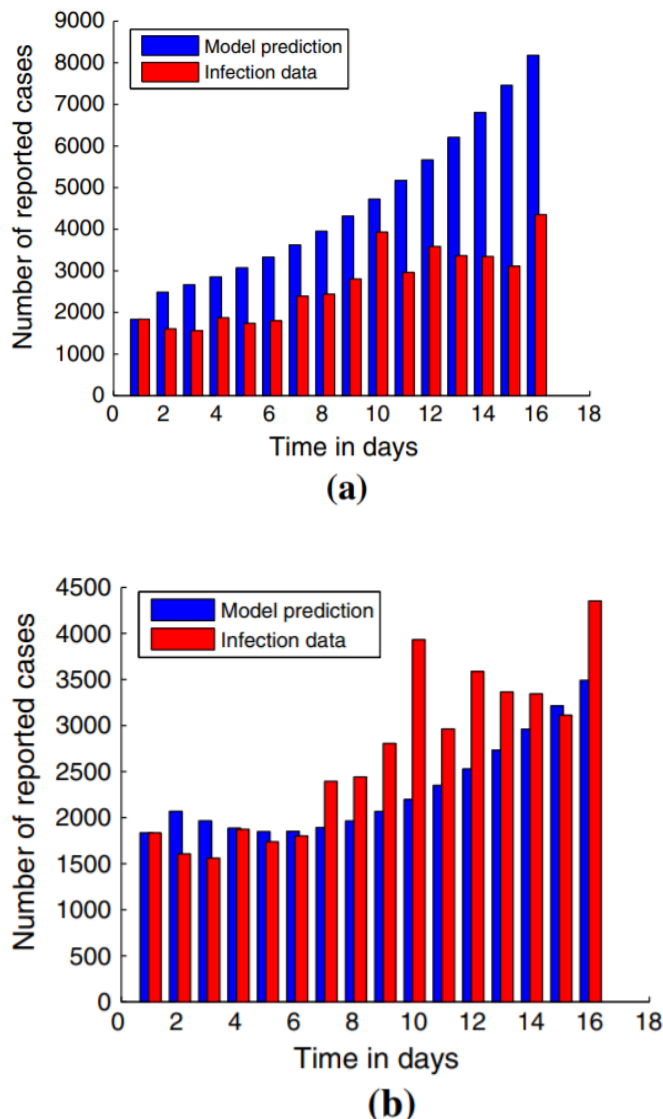 9000
8000
7000
6000
5000
4000
3000
2000
1000
0
Number of reported cases
Model prediction
Infection data
0 2 4 6 8 10 12 14 16 18
Time in days
(a)
4500
4000
3500
3000
2500
2000
1500
1000
500
0
Number of reported cases
Model prediction
Infection data
0 2 4 6 8 10 12 14 16 18
Time in days
(b)